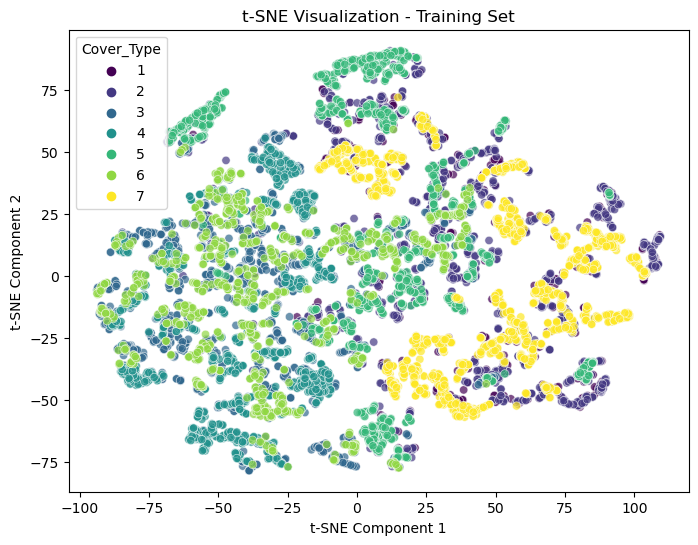 t-SNE Visualization - Training Set
Cover_Type
1
2
3
4
5
6
7
75
50
25
0
−25
−50
−75
t-SNE Component 2
−100 −75 −50 −25 0 25 50 75 100
t-SNE Component 1